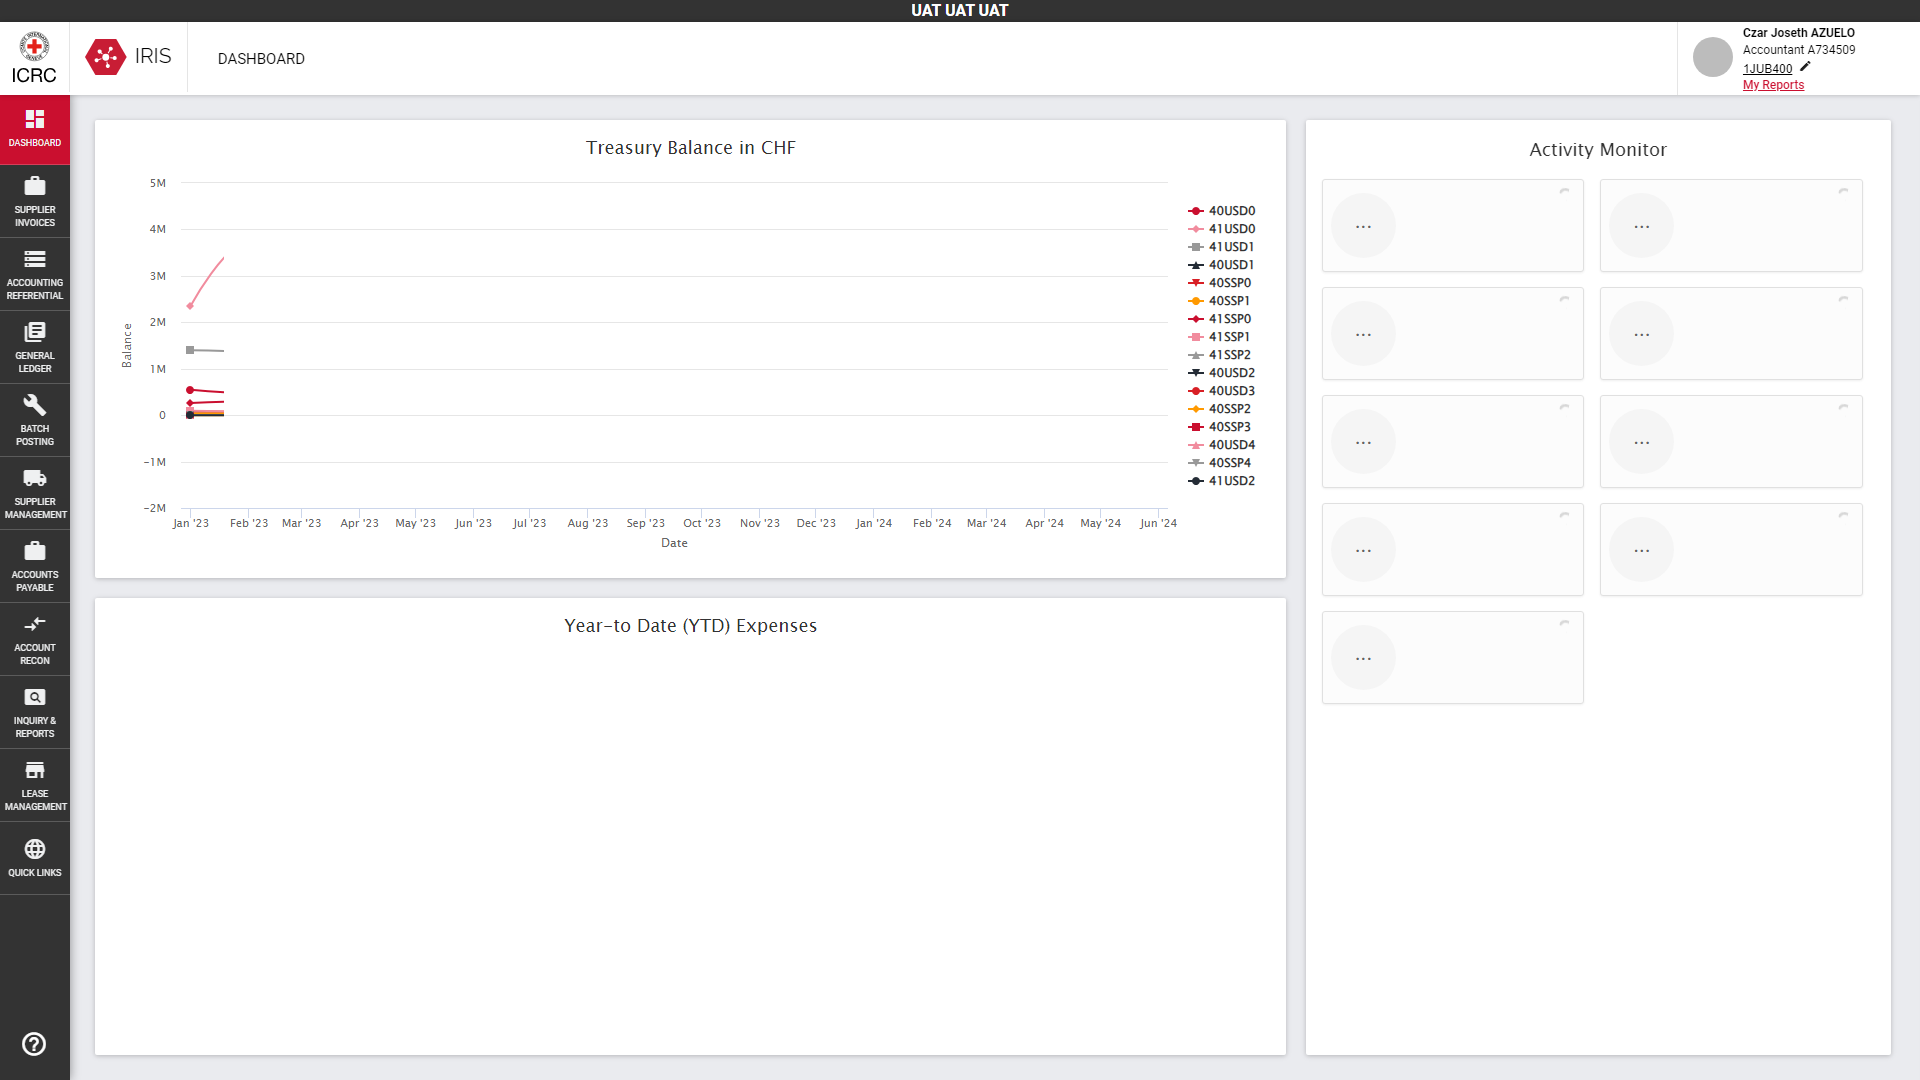 UAT UAT UAT
ICRC
IRIS
DASHBOARD
Czar Joseth AZUELO
Accountant A734509
1JUB400
My Reports
DASHBOARD
SUPPLIER
INVOICES
ACCOUNTING
REFERENTIAL
GENERAL
LEDGER
BATCH
POSTING
SUPPLIER
MANAGEMENT
ACCOUNTS
PAYABLE
ACCOUNT
RECON
INQUIRY &
REPORTS
LEASE
MANAGEMENT
QUICK LINKS
Treasury Balance in CHF
5M
4M
3M
2M
1M
0
-1M
-2M
Balance
Jan '23 Feb '23 Mar '23 Apr '23 May '23 Jun '23 Jul '23 Aug '23 Sep '23 Oct '23 Nov '23 Dec '23 Jan '24 Feb '24 Mar '24 Apr '24 May '24 Jun '24
Date
40USD0
41USD0
41USD1
40USD1
40SSP0
40SSP1
41SSP0
41SSP1
41SSP2
40USD2
40USD3
40SSP2
40SSP3
40USD4
40SSP4
41USD2
Year-to Date (YTD) Expenses
Activity Monitor
... ...
... ...
... ...
... ...
...